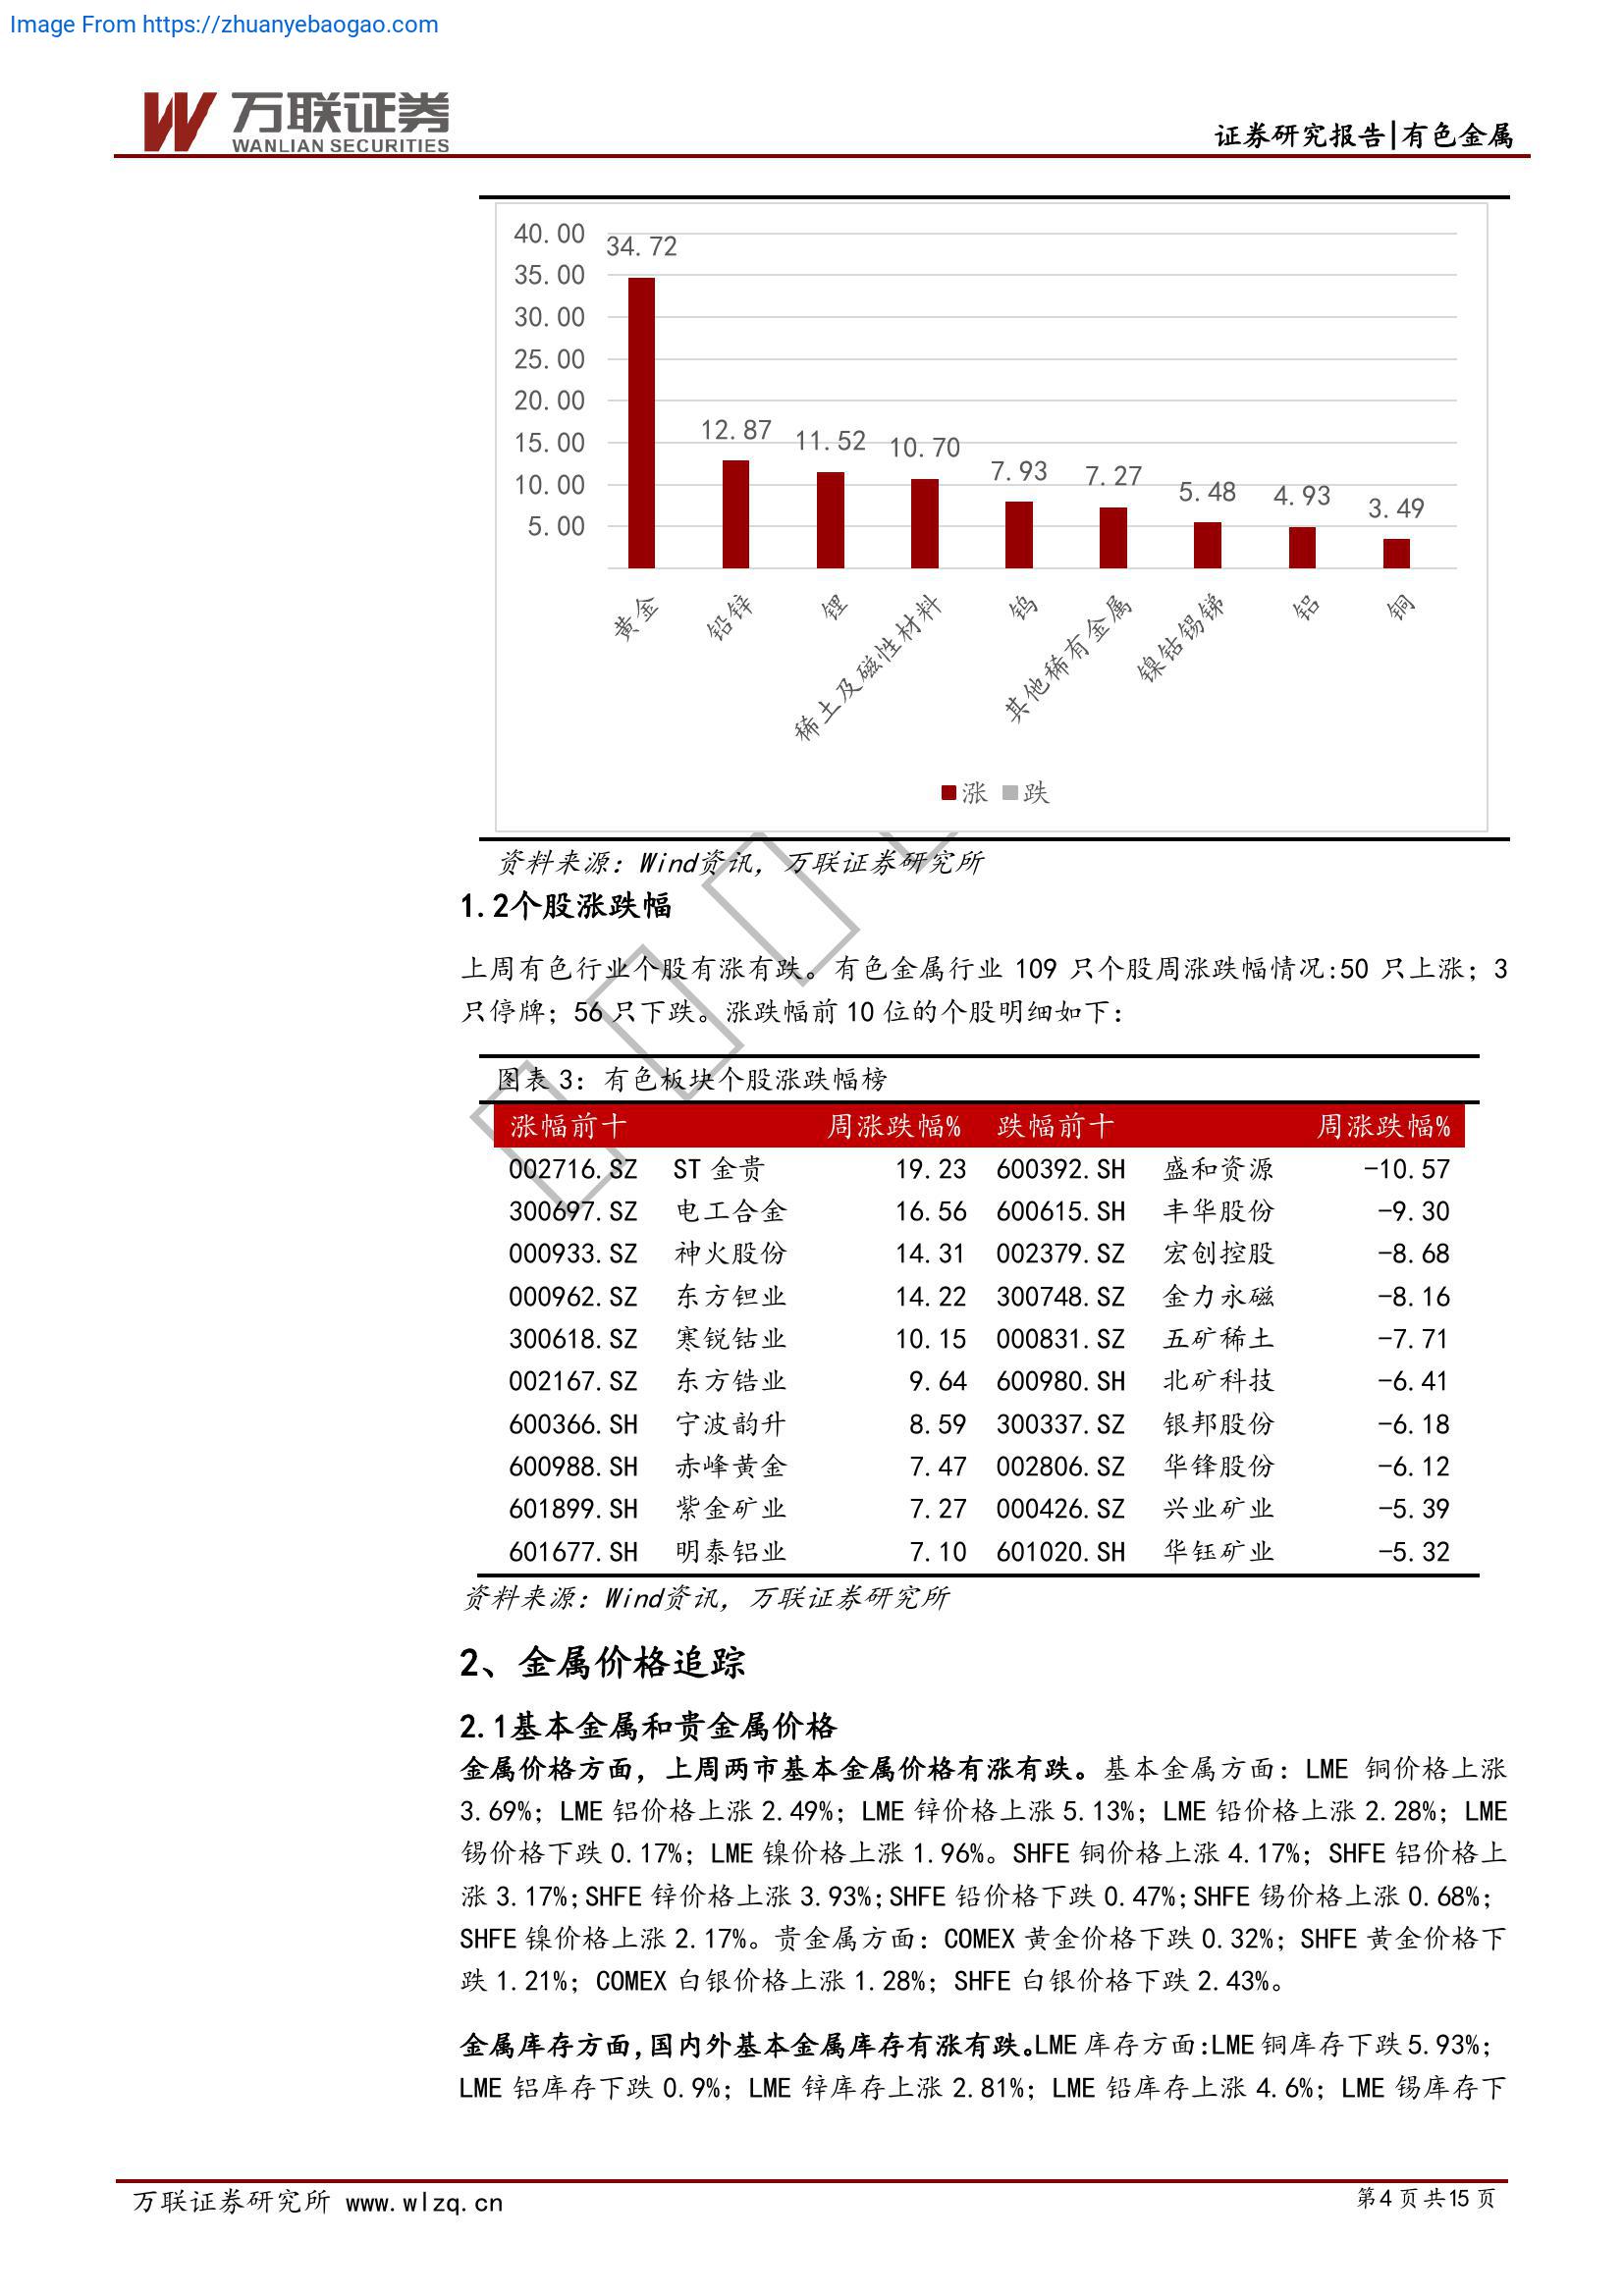 Image From https://zhuanyebaogao.com
万联证券
WANLIAN SECURITIES
证券研究报告|有色金属
40.00
35.00
30.00
25.00
20.00
15.00
10.00
5.00
34.72
12.87
11.52
10.70
7.93
7.27
5.48
4.93
3.49
黄金
铅锌
锂
稀土及磁性材料
钨
其他稀有金属
镍钴锡锑
铝
铜
涨 跌
资料来源：Wind资讯，万联证券研究所
1.2个股涨跌幅
上周有色行业个股有涨有跌。有色金属行业 109 只个股周涨跌幅情况:50 只上涨；3
只停牌；56 只下跌。涨跌幅前 10 位的个股明细如下：
图表 3：有色板块个股涨跌幅榜
涨幅前十 周涨跌幅% 跌幅前十 周涨跌幅%
002716.SZ ST 金贵 19.23 600392.SH 盛和资源 -10.57
300697.SZ 电工合金 16.56 600615.SH 丰华股份 -9.30
000933.SZ 神火股份 14.31 002379.SZ 宏创控股 -8.68
000962.SZ 东方钽业 14.22 300748.SZ 金力永磁 -8.16
300618.SZ 寒锐钴业 10.15 000831.SZ 五矿稀土 -7.71
002167.SZ 东方锆业 9.64 600980.SH 北矿科技 -6.41
600366.SH 宁波韵升 8.59 300337.SZ 银邦股份 -6.18
600988.SH 赤峰黄金 7.47 002806.SZ 华锋股份 -6.12
601899.SH 紫金矿业 7.27 000426.SZ 兴业矿业 -5.39
601677.SH 明泰铝业 7.10 601020.SH 华钰矿业 -5.32
资料来源：Wind资讯，万联证券研究所
2、金属价格追踪
2.1基本金属和贵金属价格
金属价格方面，上周两市基本金属价格有涨有跌。基本金属方面：LME 铜价格上涨
3.69%；LME 铝价格上涨 2.49%；LME 锌价格上涨 5.13%；LME 铅价格上涨 2.28%；LME
锡价格下跌 0.17%；LME 镍价格上涨 1.96%。SHFE 铜价格上涨 4.17%；SHFE 铝价格上
涨 3.17%；SHFE 锌价格上涨 3.93%；SHFE 铅价格下跌 0.47%；SHFE 锡价格上涨 0.68%；
SHFE 镍价格上涨 2.17%。贵金属方面：COMEX 黄金价格下跌 0.32%；SHFE 黄金价格下
跌 1.21%；COMEX 白银价格上涨 1.28%；SHFE 白银价格下跌 2.43%。
金属库存方面，国内外基本金属库存有涨有跌。LME 库存方面：LME 铜库存下跌 5.93%；
LME 铝库存下跌 0.9%；LME 锌库存上涨 2.81%；LME 铅库存上涨 4.6%；LME 锡库存下
万联证券研究所 www.wlzq.cn
第4 页 共15 页